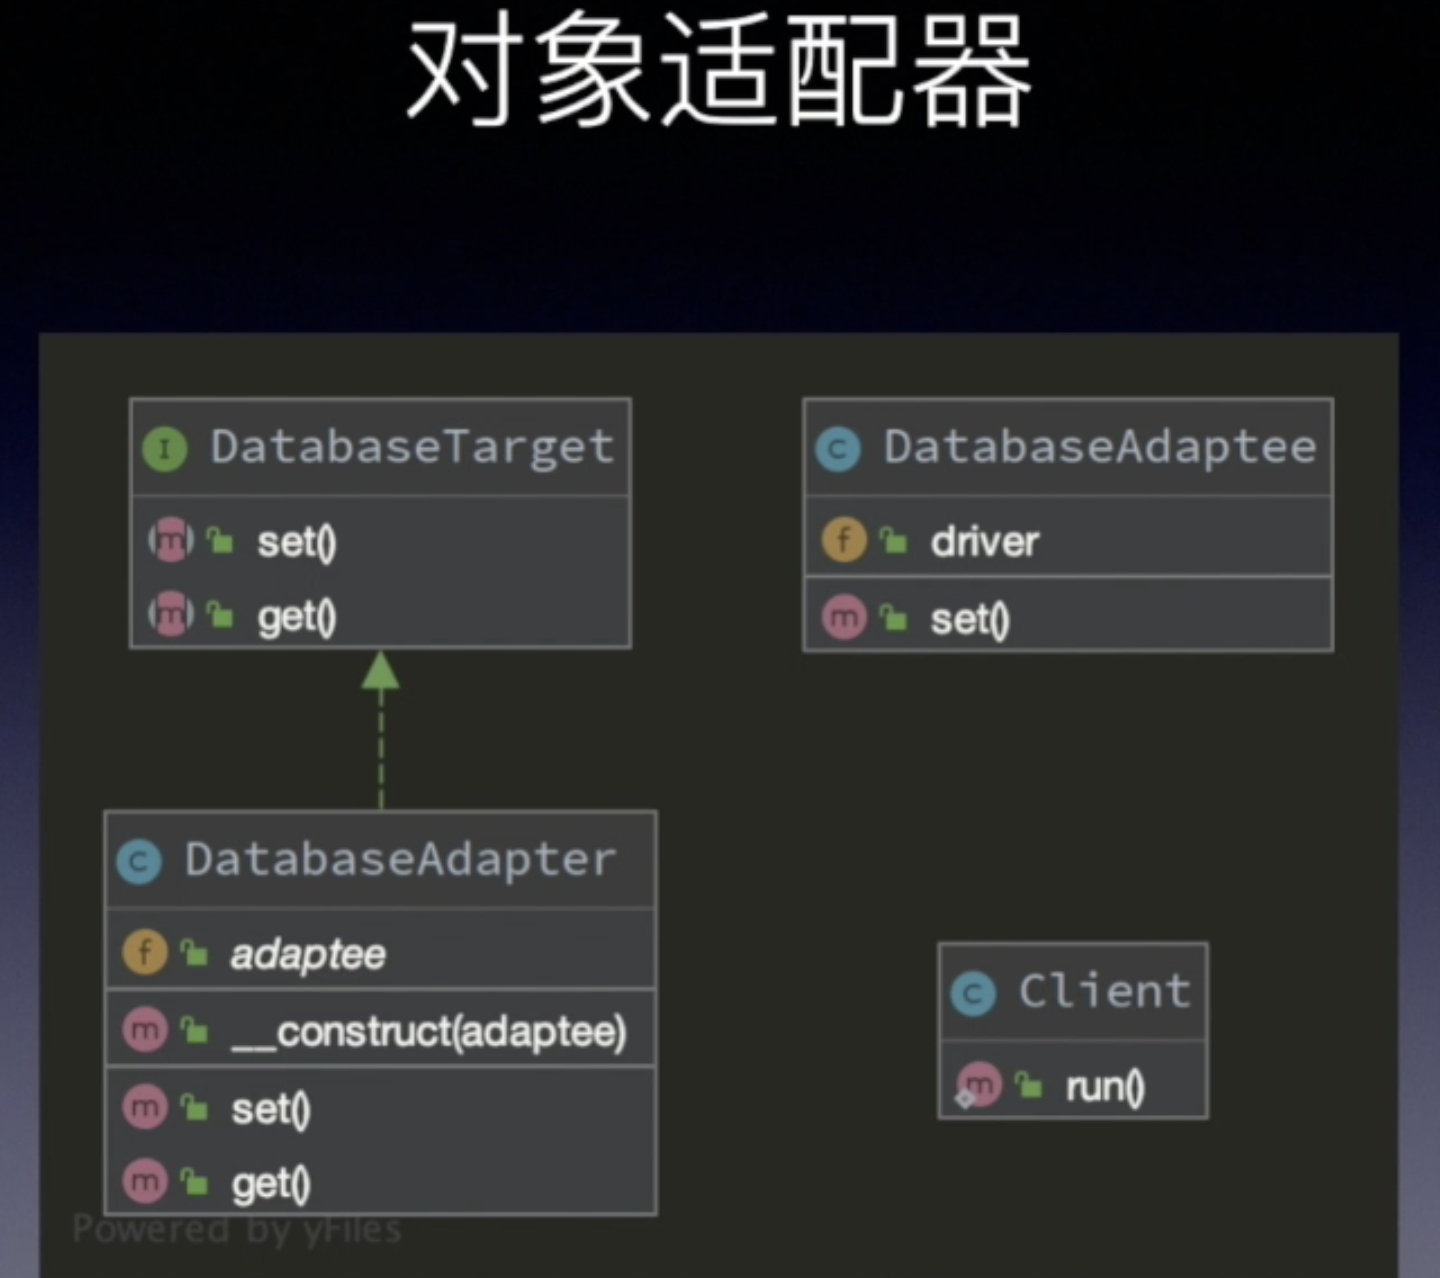 对象适配器
I DatabaseTarget
m set()
m get()
C DatabaseAdaptee
f driver
m set()
C DatabaseAdapter
f adaptee
m __construct(adaptee)
m set()
m get()
C Client
m run()
Powered by yFiles